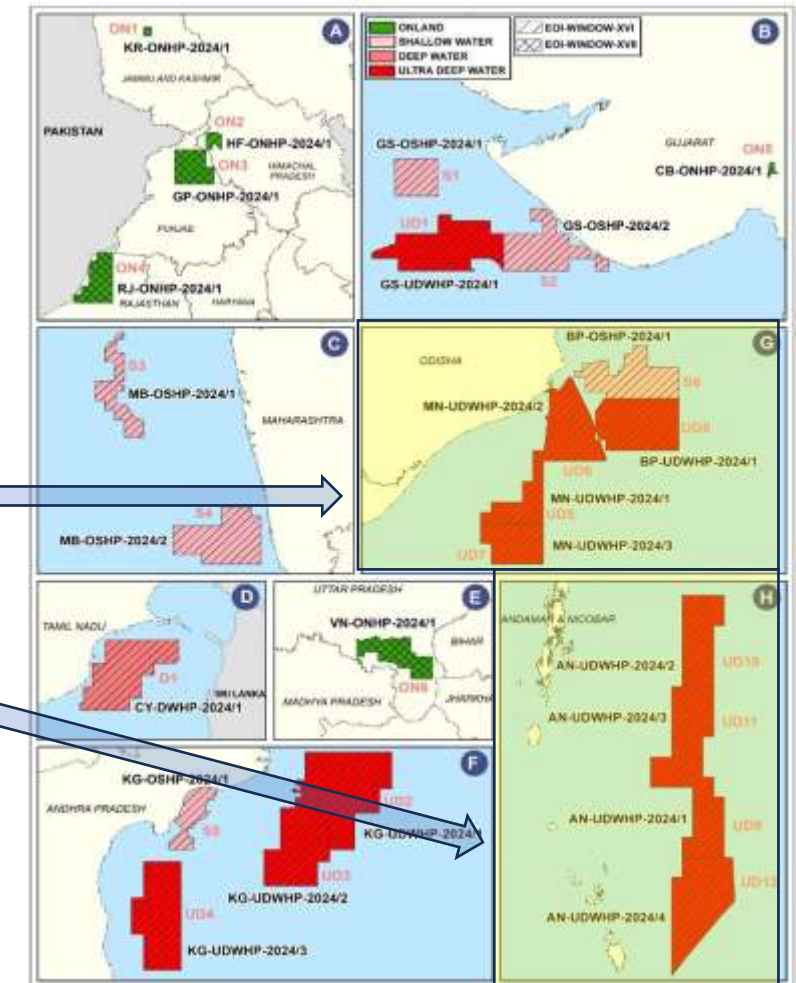 A
ON1
KR-ONHP-2024/1
JAMMU AND KASHMIR
PAKISTAN
ON2
HF-ONHP-2024/1
ON3
HIMACHAL
PRADESH
GP-ONHP-2024/1
PUNJAB
ON4
RJ-ONHP-2024/1
RAJASTHAN
HARYANA
B
ONLAND
SHALLOW WATER
DEEP WATER
ULTRA DEEP WATER
EOI-WINDOW-XVI
EOI-WINDOW-XVII
GS-OSHP-2024/1
GUJARAT
ON5
CB-ONHP-2024/1
S1
UD1
GS-OSHP-2024/2
GS-UDWHP-2024/1
S2
C
S3
MB-OSHP-2024/1
MAHARASHTRA
S4
MB-OSHP-2024/2
G
BP-OSHP-2024/1
ODISHA
S6
MN-UDWHP-2024/2
UD8
BP-UDWHP-2024/1
UD6
MN-UDWHP-2024/1
UD5
UD7
MN-UDWHP-2024/3
D
TAMIL NADU
D1
SRI LANKA
CY-DWHP-2024/1
E
UTTAR PRADESH
VN-ONHP-2024/1
BIHAR
ON6
MADHYA PRADESH
F
KG-OSHP-2024/1
ANDHRA PRADESH
S5
UD2
KG-UDWHP-2024/1
UD3
KG-UDWHP-2024/2
UD4
KG-UDWHP-2024/3
H
ANDAMAN & NICOBAR
AN-UDWHP-2024/2
UD10
AN-UDWHP-2024/3
UD11
AN-UDWHP-2024/1
UD9
UD12
AN-UDWHP-2024/4